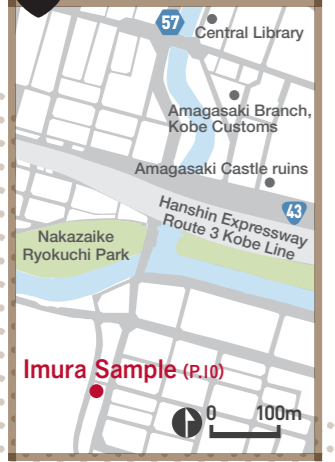 57
Central Library
Amagasaki Branch,
Kobe Customs
Amagasaki Castle ruins
43
Hanshin Expressway
Route 3 Kobe Line
Nakazaike
Ryokuchi Park
Imura Sample (P.10)
0 100m